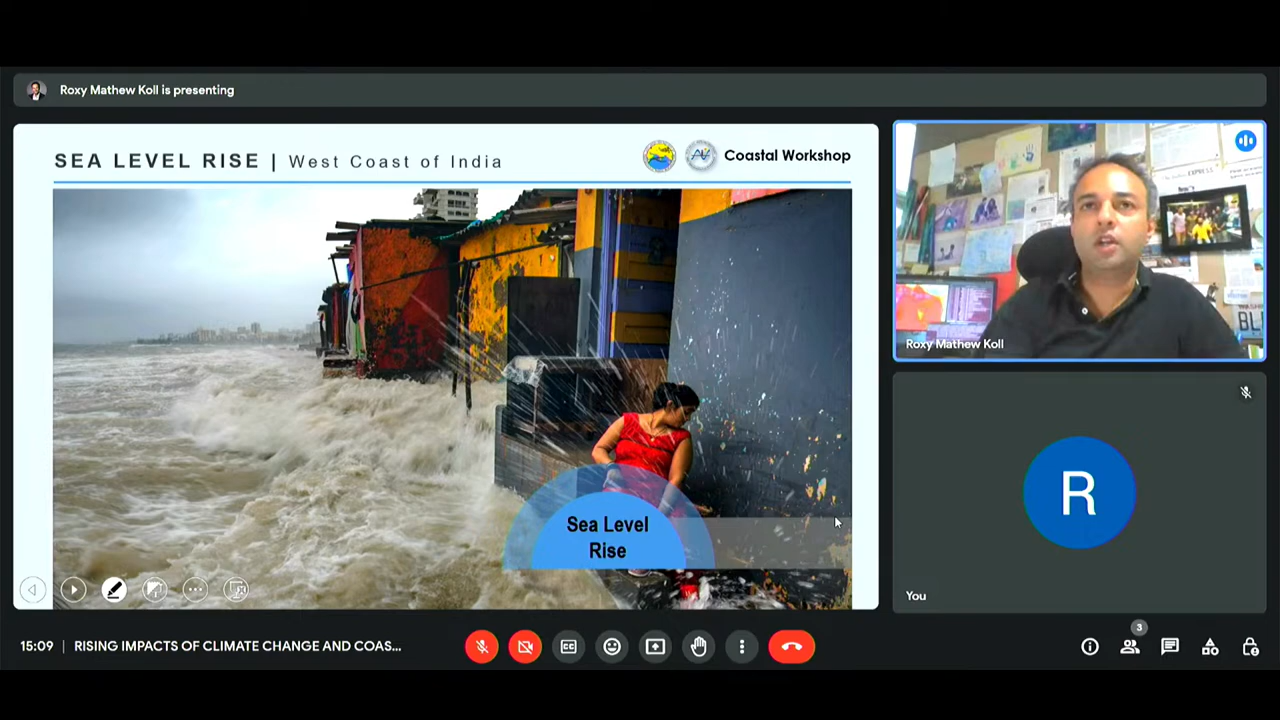 Roxy Mathew Koll is presenting
SEA LEVEL RISE | West Coast of India
Coastal Workshop
Sea Level
Rise
Roxy Mathew Koll
R
You
15:09 | RISING IMPACTS OF CLIMATE CHANGE AND COAS...
3